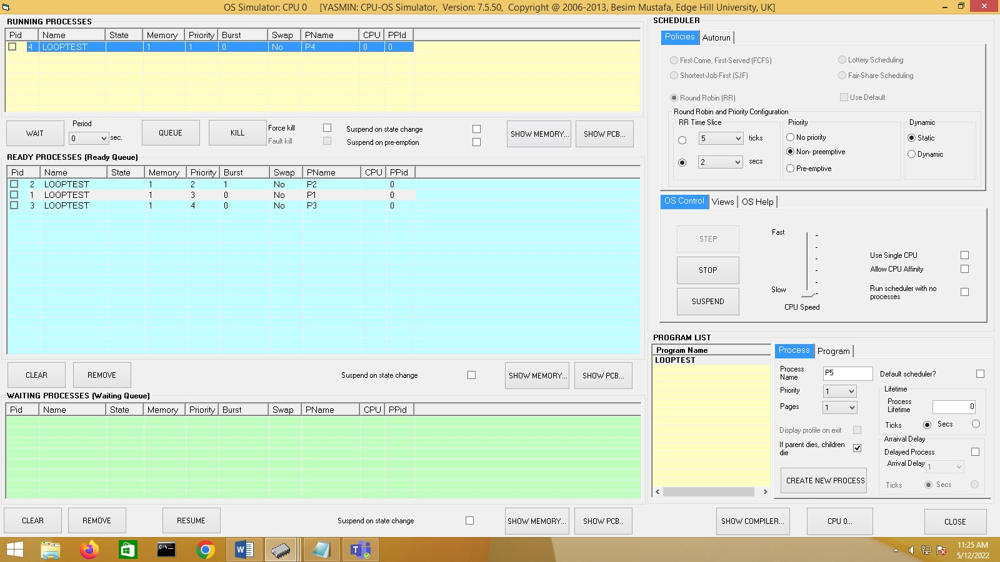 OS Simulator: CPU 0 [YASMIN: CPU-OS Simulator, Version: 7.5.50, Copyright @ 2006-2013, Besim Mustafa, Edge Hill University, UK]
RUNNING PROCESSES
Pid Name State Memory Priority Burst Swap PName CPU PPId
4 LOOPTEST 1 1 0 No P4 0 0
WAIT
Period
0 sec.
QUEUE
KILL
Force kill
Fault kill
Suspend on state change
Suspend on pre-emption
SHOW MEMORY...
SHOW PCB...
READY PROCESSES (Ready Queue)
Pid Name State Memory Priority Burst Swap PName CPU PPid
2 LOOPTEST 1 2 1 No P2 0
1 LOOPTEST 1 3 0 No P1 0
3 LOOPTEST 1 4 0 No P3 0
CLEAR
REMOVE
Suspend on state change
SHOW MEMORY...
SHOW PCB...
WAITING PROCESSES (Waiting Queue)
Pid Name State Memory Priority Burst Swap PName CPU PPid
CLEAR
REMOVE
RESUME
Suspend on state change
SHOW MEMORY...
SHOW PCB..
SCHEDULER
Policies Autorun
First-Come, First-Served (FCFS)
Lottery Scheduling
Shortest-Job-First (SJF)
Fair-Share Scheduling
Round Robin (RR)
Use Default
Round Robin and Priority Configuration
RR Time Slice
5 ticks
2 secs
Priority
No priority
Non- preemptive
Pre-emptive
Dynamic
Static
Dynamic
OS Control Views OS Help
STEP
STOP
SUSPEND
Fast
Slow
CPU Speed
Use Single CPU
Allow CPU Affinity
Run scheduler with no
processes
PROGRAM LIST
Program Name
LOOPTEST
Process Program
Process
Name
P5
Priority
1
Pages
1
Display profile on exit
If parent dies, children
die
CREATE NEW PROCESS
Default scheduler?
Lifetime
Process
Lifetime
0
Ticks Secs
Arraival Delay
Delayed Process
Arrival Delay 1
Ticks Secs
SHOW COMPILER...
CPU 0...
CLOSE
11:25 AM
5/12/2022